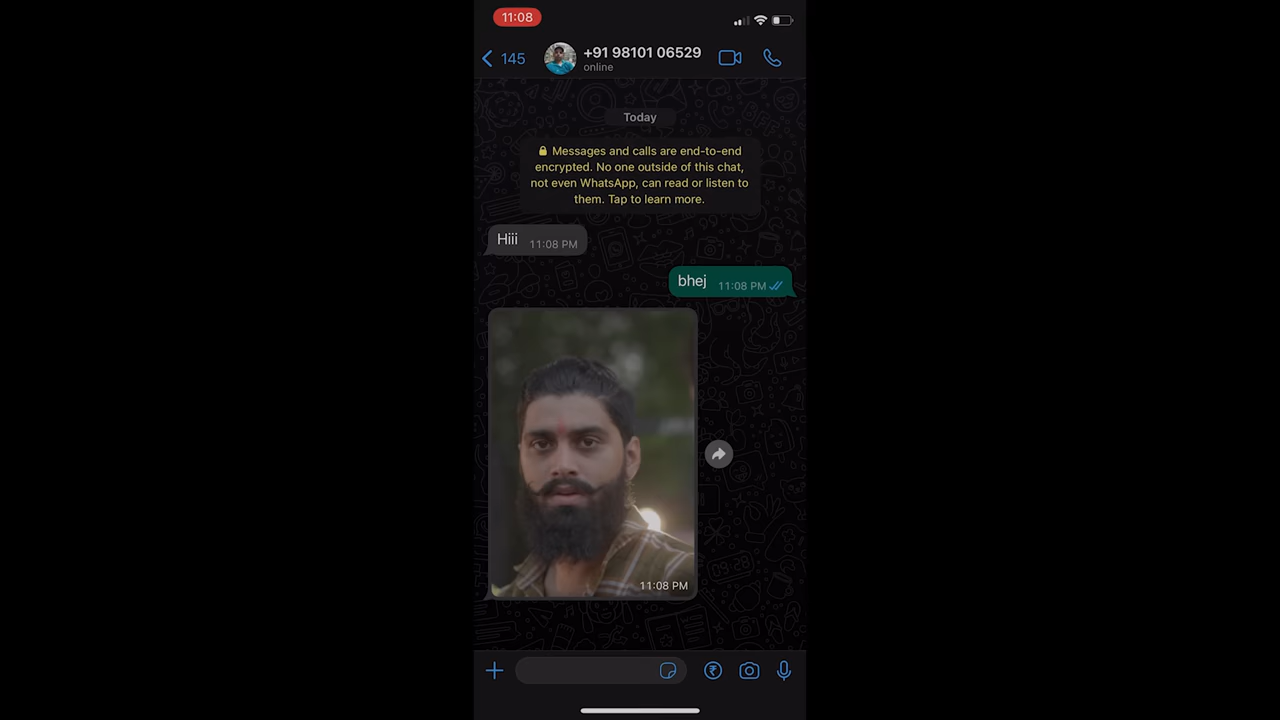 11:08
145
+91 98101 06529
online
Today
Messages and calls are end-to-end
encrypted. No one outside of this chat,
not even WhatsApp, can read or listen to
them. Tap to learn more.
Hiii 11:08 PM
bhej 11:08 PM
11:08 PM